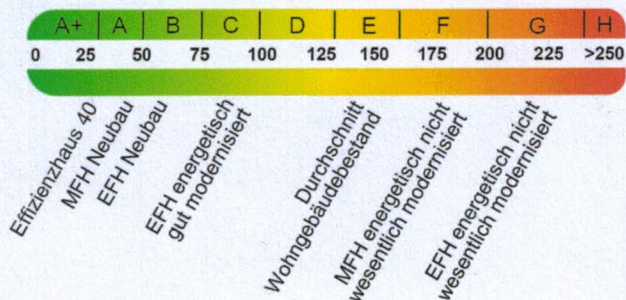 A+ A B C D E F G H
0 25 50 75 100 125 150 175 200 225 >250
Effizienzhaus 40
MFH Neubau
EFH Neubau
EFH energetisch
gut modernisiert
Durchschnitt
Wohngebäudebestand
MFH energetisch nicht
wesentlich modernisiert
EFH energetisch nicht
wesentlich modernisiert